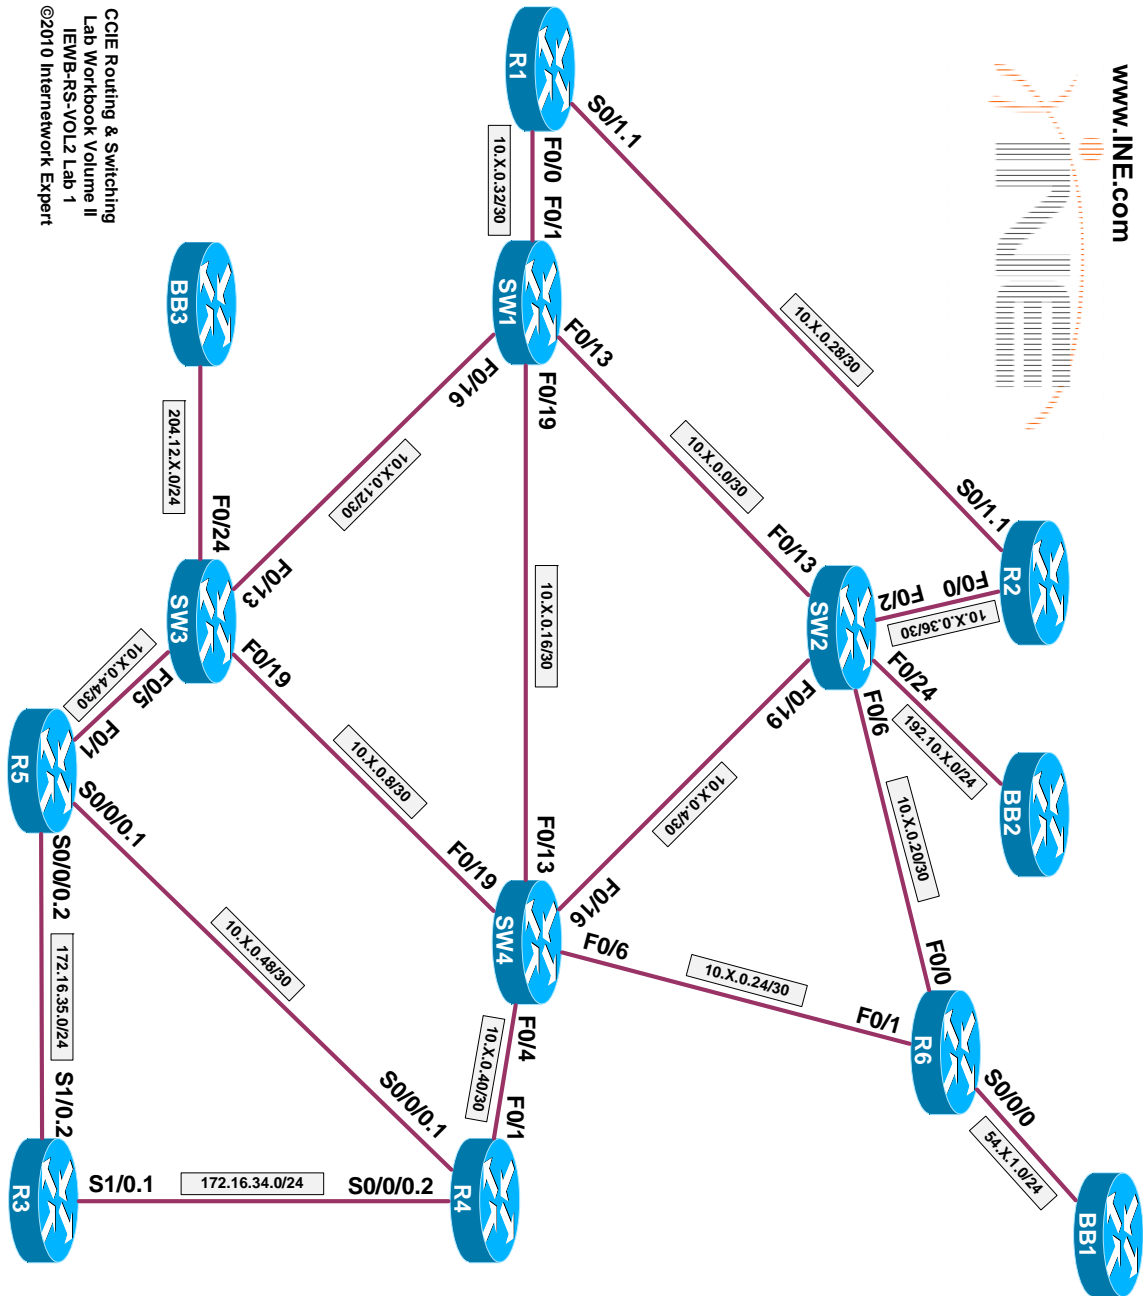 www.INE.com
INE
CCIE Routing & Switching
Lab Workbook Volume II
IEWB-RS-VOL2 Lab 1
©2010 Internetwork Expert
R1
S0/1.1
F0/0
10.X.0.32/30
F0/1
SW1
F0/13
F0/19
F0/16
10.X.0.28/30
S0/1.1
R2
F0/0
10.X.0.36/30
F0/2
10.X.0.0/30
F0/13
SW2
F0/24
192.10.X.0/24
BB2
F0/6
F0/19
10.X.0.20/30
F0/0
R6
S0/0/0
54.X.1.0/24
BB1
F0/1
10.X.0.24/30
F0/6
10.X.0.4/30
F0/16
10.X.0.16/30
F0/13
SW4
F0/19
F0/4
10.X.0.40/30
F0/1
R4
10.X.0.12/30
F0/13
BB3
204.12.X.0/24
F0/24
SW3
F0/19
10.X.0.8/30
F0/5
10.X.0.44/30
F0/1
R5
S0/0/0.1
10.X.0.48/30
S0/0/0.1
S0/0/0.2
172.16.35.0/24
S1/0.2
R3
S1/0.1
172.16.34.0/24
S0/0/0.2